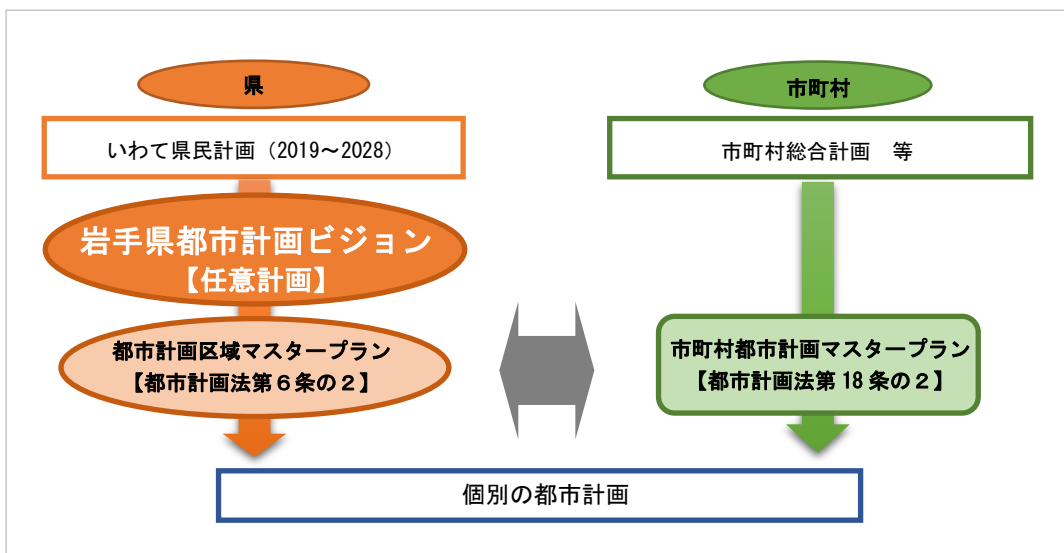 県
いわて県民計画（2019～2028）
岩手県都市計画ビジョン
【任意計画】
都市計画区域マスタープラン
【都市計画法第６条の２】
市町村
市町村総合計画　等
市町村都市計画マスタープラン
【都市計画法第 18 条の２】
個別の都市計画